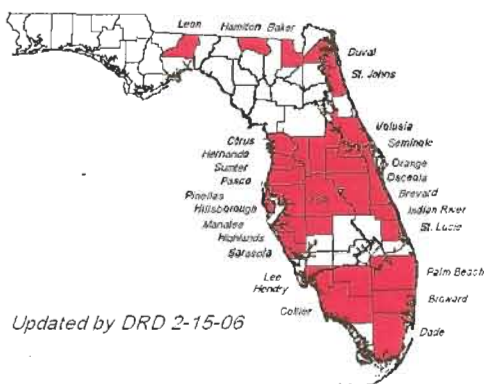 Leon
Hamilton
Baker
Duval
St. Johns
Volusia
Seminole
Orange
Osceola
Brevard
Indian River
St. Lucie
Citrus
Hernando
Sumter
Pasco
Pinellas
Hillsborough
Manatee
Highlands
Sarasota
Lee
Hendry
Collier
Palm Beach
Broward
Dade
Updated by DRD 2-15-06